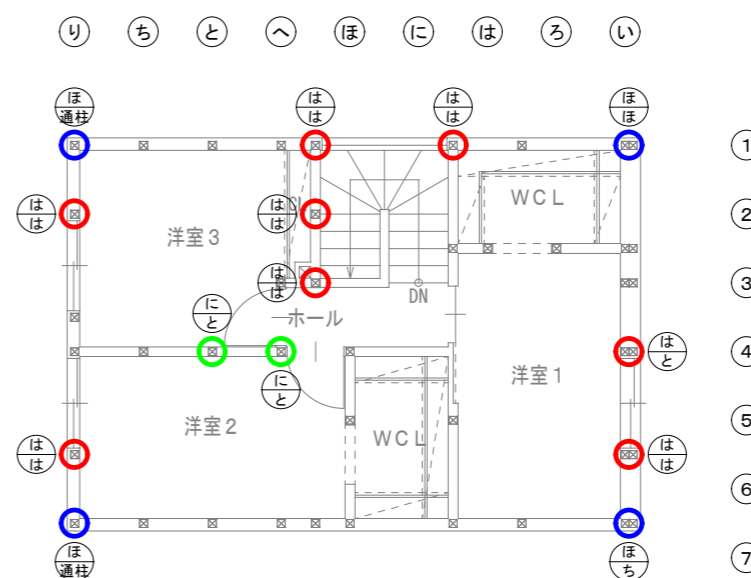 り ち と へ ほ に は ろ い
ほ
通柱
は
は
は
は
ほ
ほ
1
は
は
洋室3
SL
は
は
WCL
2
は
は
DN
3
に
と
ホール
は
と
4
に
と
洋室1
洋室2
WCL
5
は
は
は
は
6
ほ
通柱
ほ
ち
7